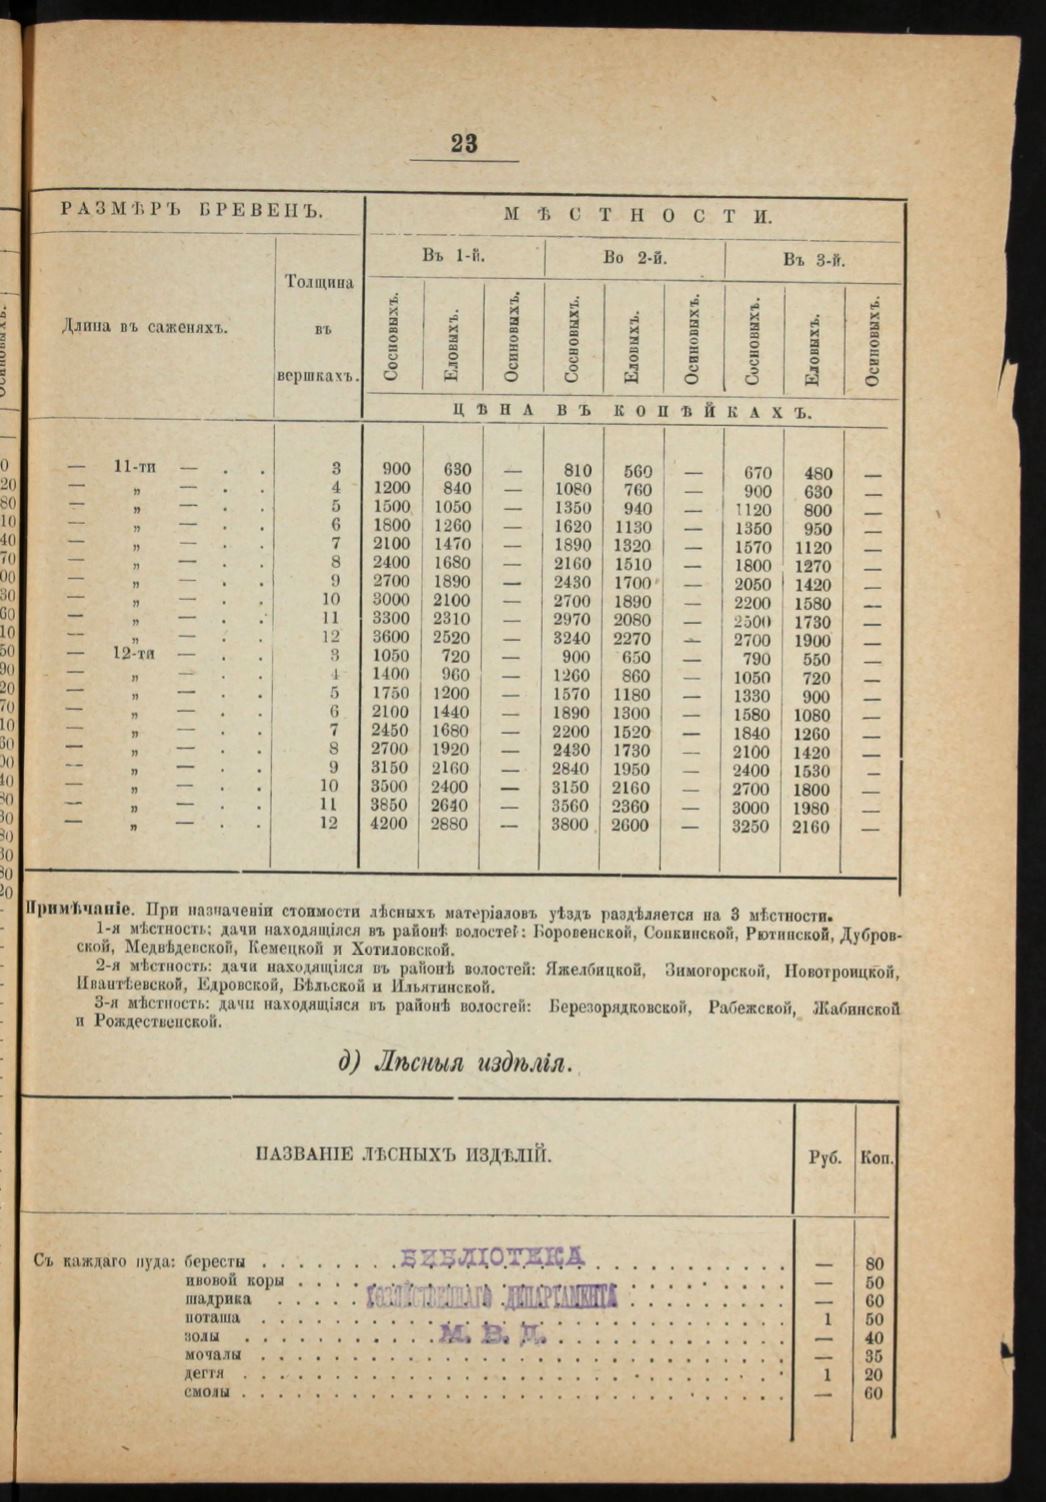 23
РАЗМѢРЪ БРЕВЕНЪ.
МѢСТНОСТИ.
Длина въ саженяхъ.
Толщина
въ
вершкахъ.
Въ 1-й. Во 2-й. Въ 3-й.
Сосновыхъ. Еловыхъ. Осиновыхъ. Сосновыхъ. Еловыхъ. Осиновыхъ. Сосновыхъ. Еловыхъ. Осиновыхъ.
ЦѢНА ВЪ КОПѢЙКАХЪ.
— 11-ти — . . 3 900 630 — 810 560 — 670 480 —
— „ — . . 4 1200 840 — 1080 760 — 900 630 —
— „ — . . 5 1500 1050 — 1350 940 — 1120 800 —
— „ — . . 6 1800 1260 — 1620 1130 — 1350 950 —
— „ — . . 7 2100 1470 — 1890 1320 — 1570 1120 —
— „ — . . 8 2400 1680 — 2160 1510 — 1800 1270 —
— „ — . . 9 2700 1890 — 2430 1700 — 2050 1420 —
— „ — . . 10 3000 2100 — 2700 1890 — 2200 1580 —
— „ — . . 11 3300 2310 — 2970 2080 — 2500 1730 —
— „ — . . 12 3600 2520 — 3240 2270 — 2700 1900 —
— 12-ти — . . 3 1050 720 — 900 650 — 790 550 —
— „ — . . 4 1400 960 — 1260 860 — 1050 720 —
— „ — . . 5 1750 1200 — 1570 1180 — 1330 900 —
— „ — . . 6 2100 1440 — 1890 1300 — 1580 1080 —
— „ — . . 7 2450 1680 — 2200 1520 — 1840 1260 —
— „ — . . 8 2700 1920 — 2430 1730 — 2100 1420 —
— „ — . . 9 3150 2160 — 2840 1950 — 2400 1530 —
— „ — . . 10 3500 2400 — 3150 2160 — 2700 1800 —
— „ — . . 11 3850 2640 — 3560 2360 — 3000 1980 —
— „ — . . 12 4200 2880 — 3800 2600 — 3250 2160 —
Примѣчаніе. При назначеніи стоимости лѣсныхъ матеріаловъ уѣздъ раздѣляется на 3 мѣстности.
1-я мѣстность: дачи находящіяся въ районѣ волостей: Боровенской, Сопкинской, Рютинской, Дубров-
ской, Медвѣдевской, Кемецкой и Хотиловской.
2-я мѣстность: дачи находящіяся въ районѣ волостей: Яжелбицкой, Зимогорской, Новотроицкой,
Ивантѣевской, Едровской, Бѣльской и Ильятинской.
3-я мѣстность: дачи находящіяся въ районѣ волостей: Березорядковской, Рабежской, Жабинской
и Рождественской.
д) Лѣсныя издѣлія.
НАЗВАНІЕ ЛѢСНЫХЪ ИЗДѢЛІЙ. Руб. Коп.
Съ каждаго пуда: бересты — 80
ивовой коры — 50
шадрика — 60
поташа 1 50
золы — 40
мочалы — 35
дегтя 1 20
смолы — 60
БИБЛІОТЕКА
ХОЗЯЙСТВЕННАГО ДЕПАРТАМЕНТА
М. В. Д.